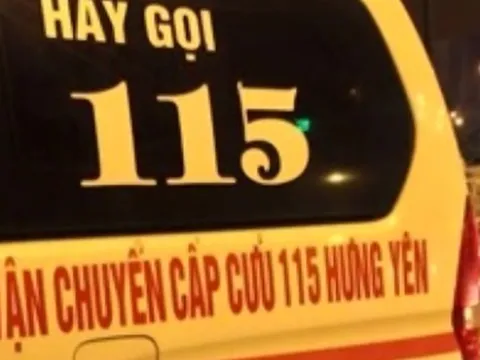 HÃY GỌI
115
ẬN CHUYỂN CẤP CỨU 115 HƯNG YÊN